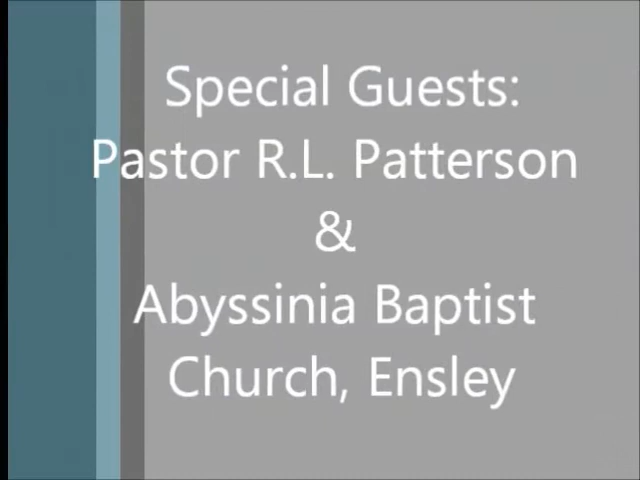 Special Guests:
Pastor R.L. Patterson
&
Abyssinia Baptist
Church, Ensley